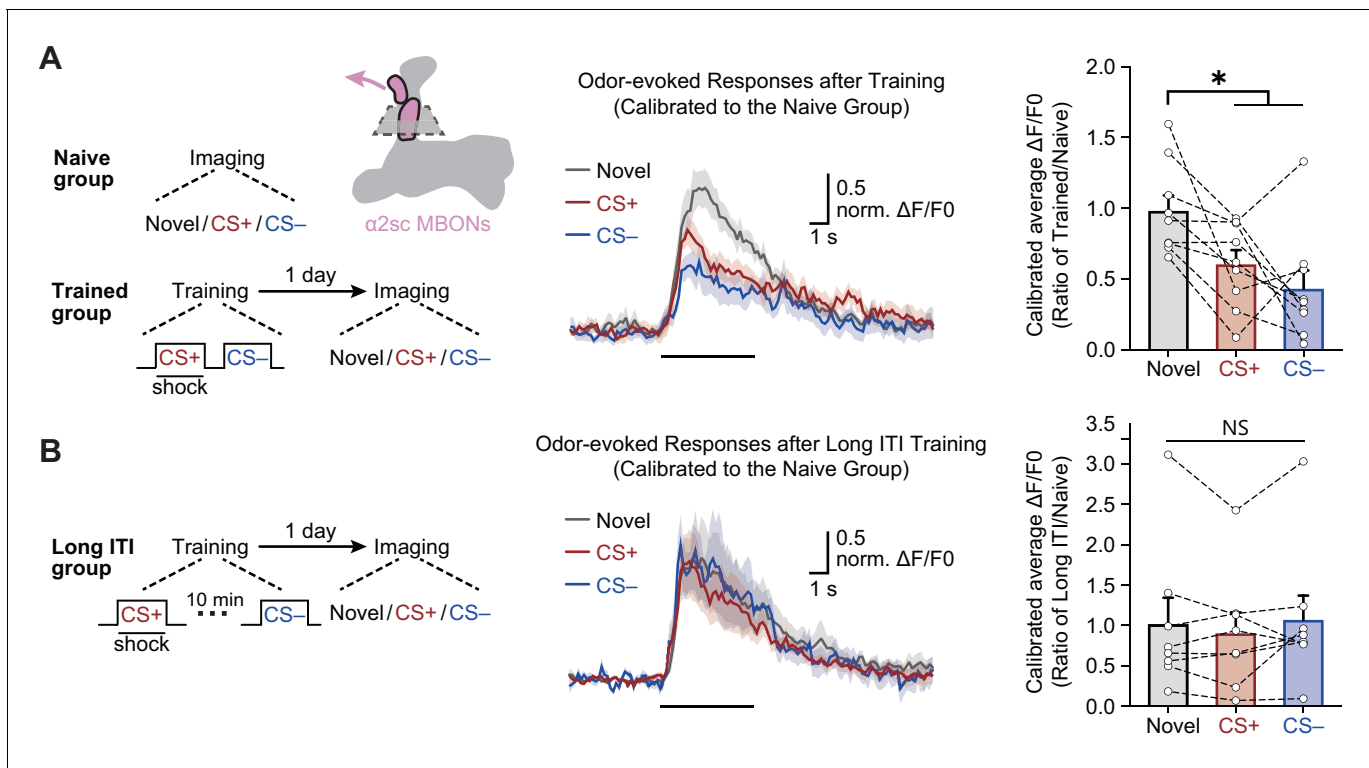 A
Naive
group
Imaging
Novel/CS+/CS–
α2sc MBONs
Trained
group
Training
1 day
Imaging
CS+
CS–
shock
Novel/CS+/CS–
Odor-evoked Responses after Training
(Calibrated to the Naive Group)
Novel
CS+
CS–
0.5
norm. ΔF/F0
1 s
Calibrated average ΔF/F0
(Ratio of Trained/Naive)
2.0
1.5
1.0
0.5
0.0
*
Novel
CS+
CS–
B
Long ITI
group
Training
1 day
Imaging
CS+
10 min
CS–
shock
Novel/CS+/CS–
Odor-evoked Responses after Long ITI Training
(Calibrated to the Naive Group)
Novel
CS+
CS–
0.5
norm. ΔF/F0
1 s
Calibrated average ΔF/F0
(Ratio of Long ITI/Naive)
3.5
3.0
2.5
2.0
1.5
1.0
0.5
0.0
NS
Novel
CS+
CS–